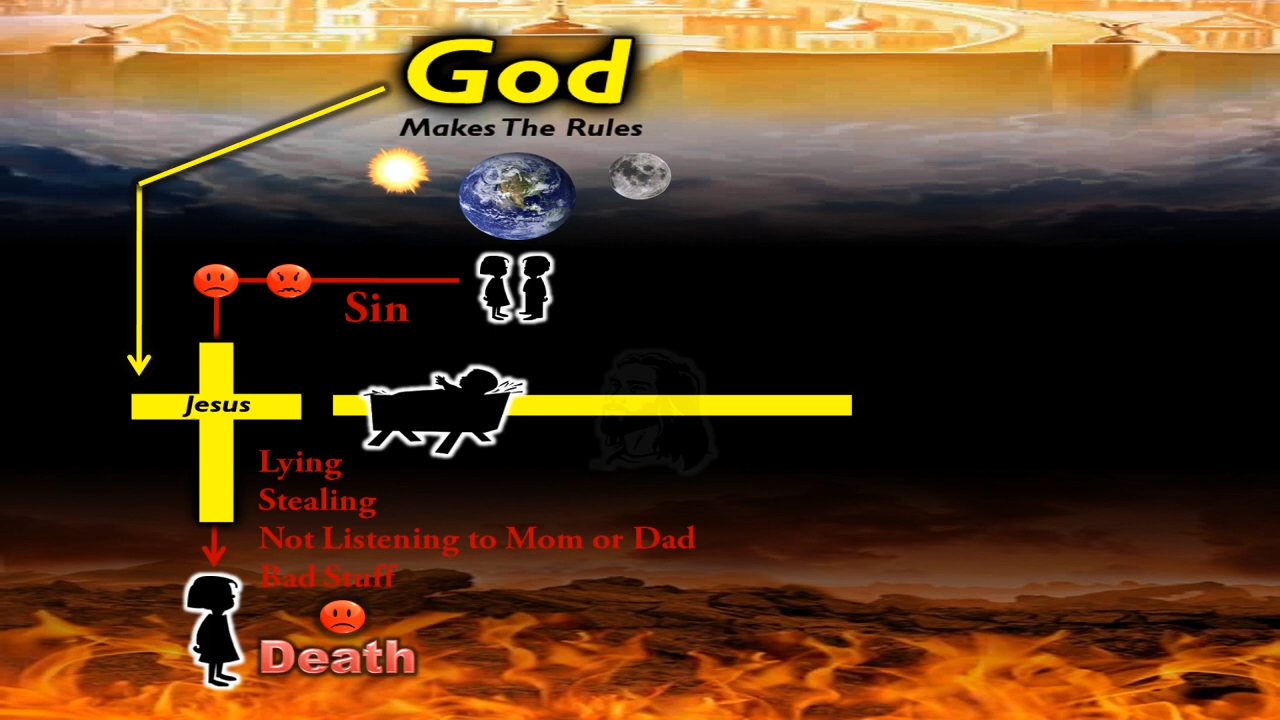 God
Makes The Rules
Sin
Jesus
Lying
Stealing
Not Listening to Mom or Dad
Bad Stuff
Death